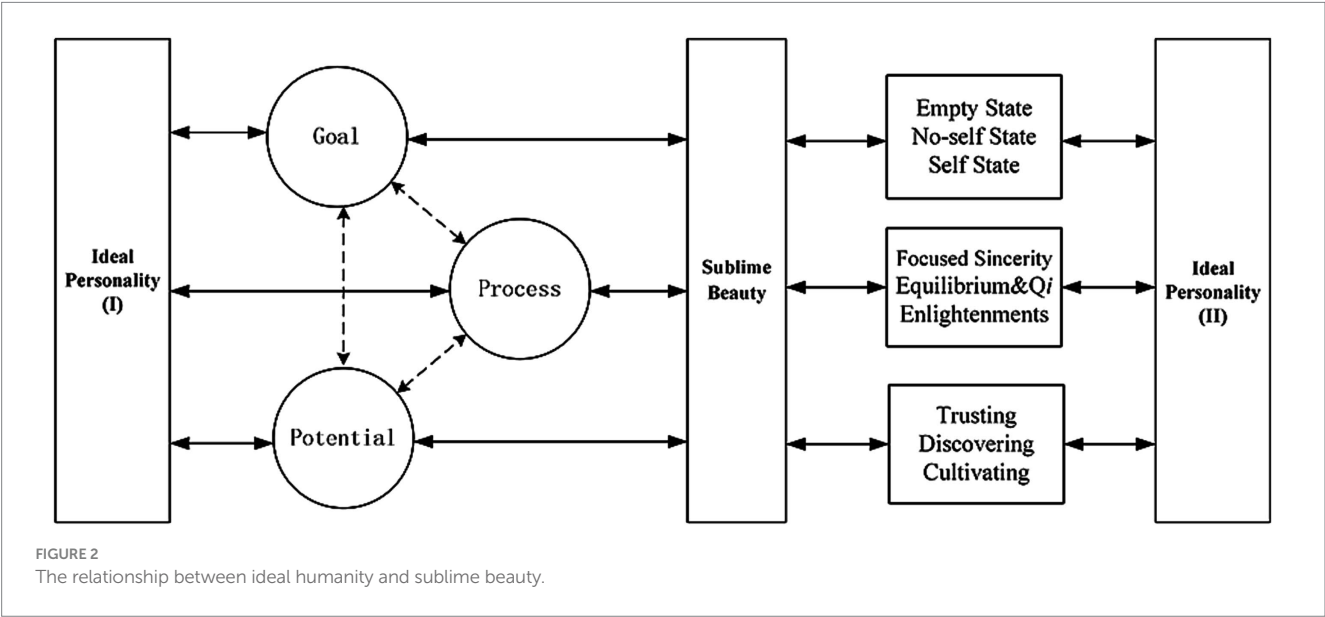 Ideal
Personality
(I)
Goal
Process
Potential
Sublime
Beauty
Empty State
No-self State
Self State
Focused Sincerity
Equilibrium&Qi
Enlightenments
Trusting
Discovering
Cultivating
Ideal
Personality
(II)
FIGURE 2
The relationship between ideal humanity and sublime beauty.